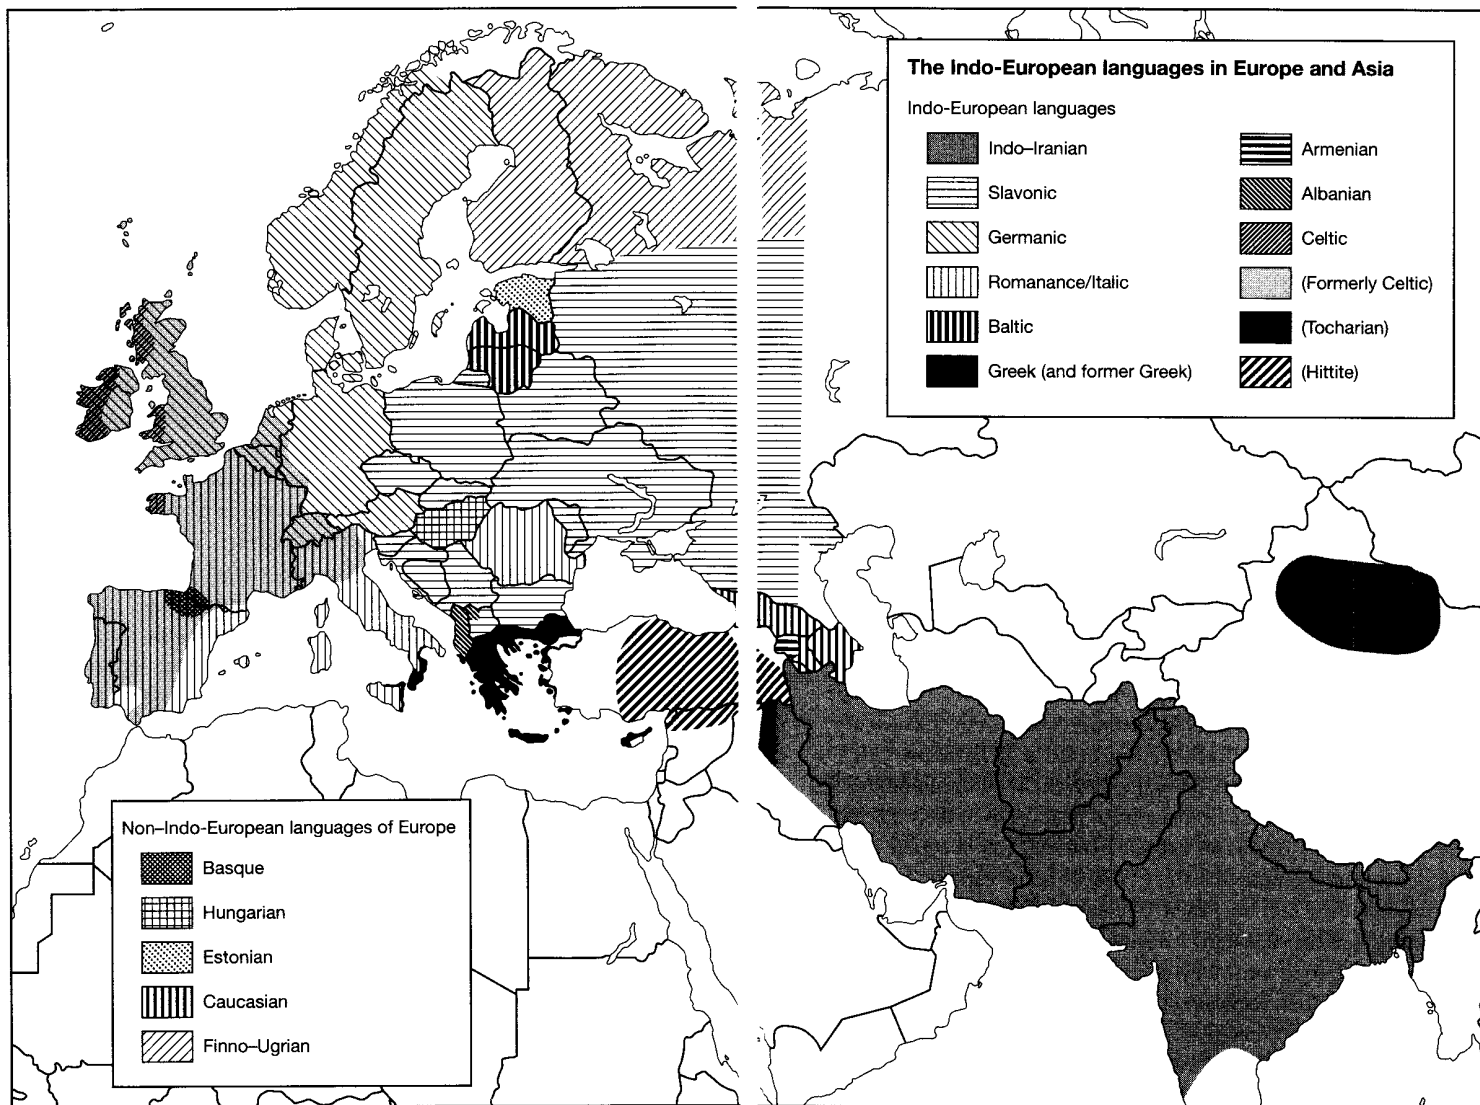 The Indo-European languages in Europe and Asia
Indo-European languages
Indo–Iranian
Slavonic
Germanic
Romanance/Italic
Baltic
Greek (and former Greek)
Armenian
Albanian
Celtic
(Formerly Celtic)
(Tocharian)
(Hittite)
Non–Indo-European languages of Europe
Basque
Hungarian
Estonian
Caucasian
Finno–Ugrian